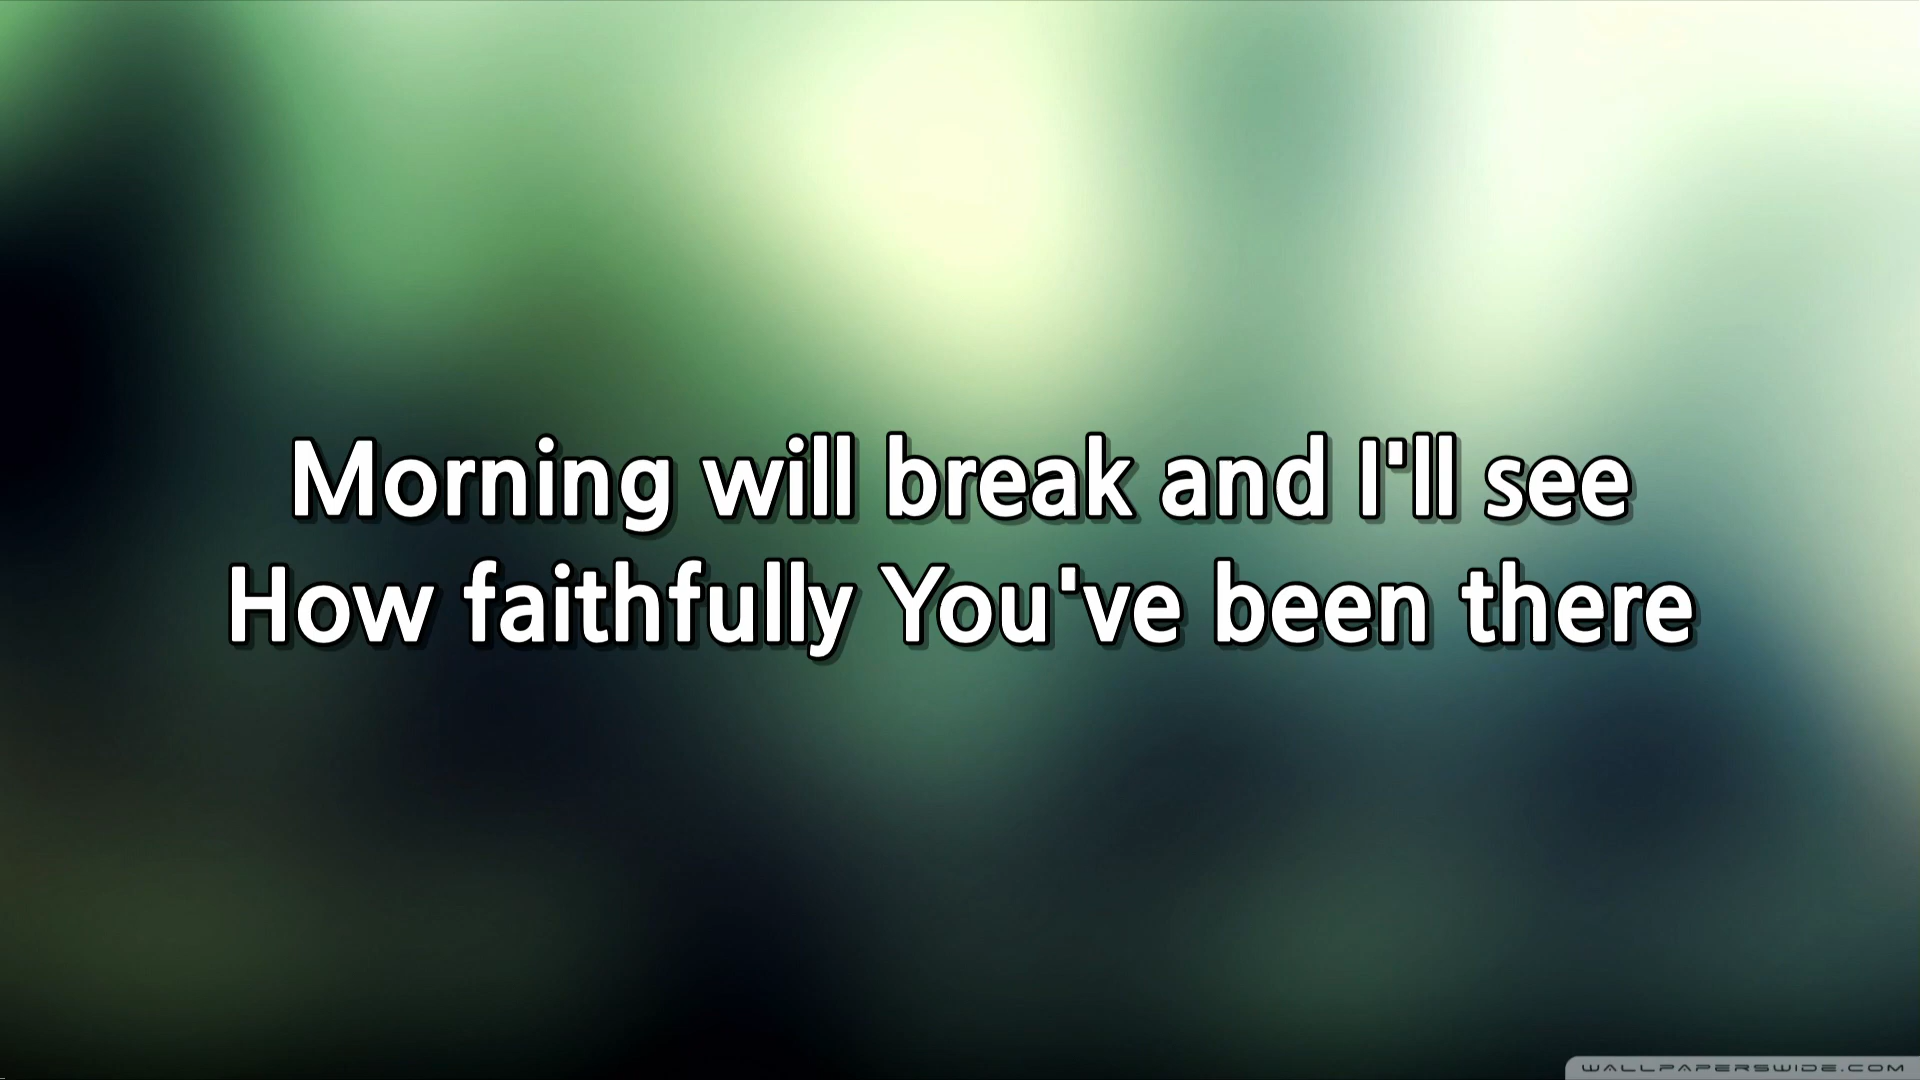 Morning will break and I'll see
How faithfully You've been there
WALLPAPERSWIDE.COM